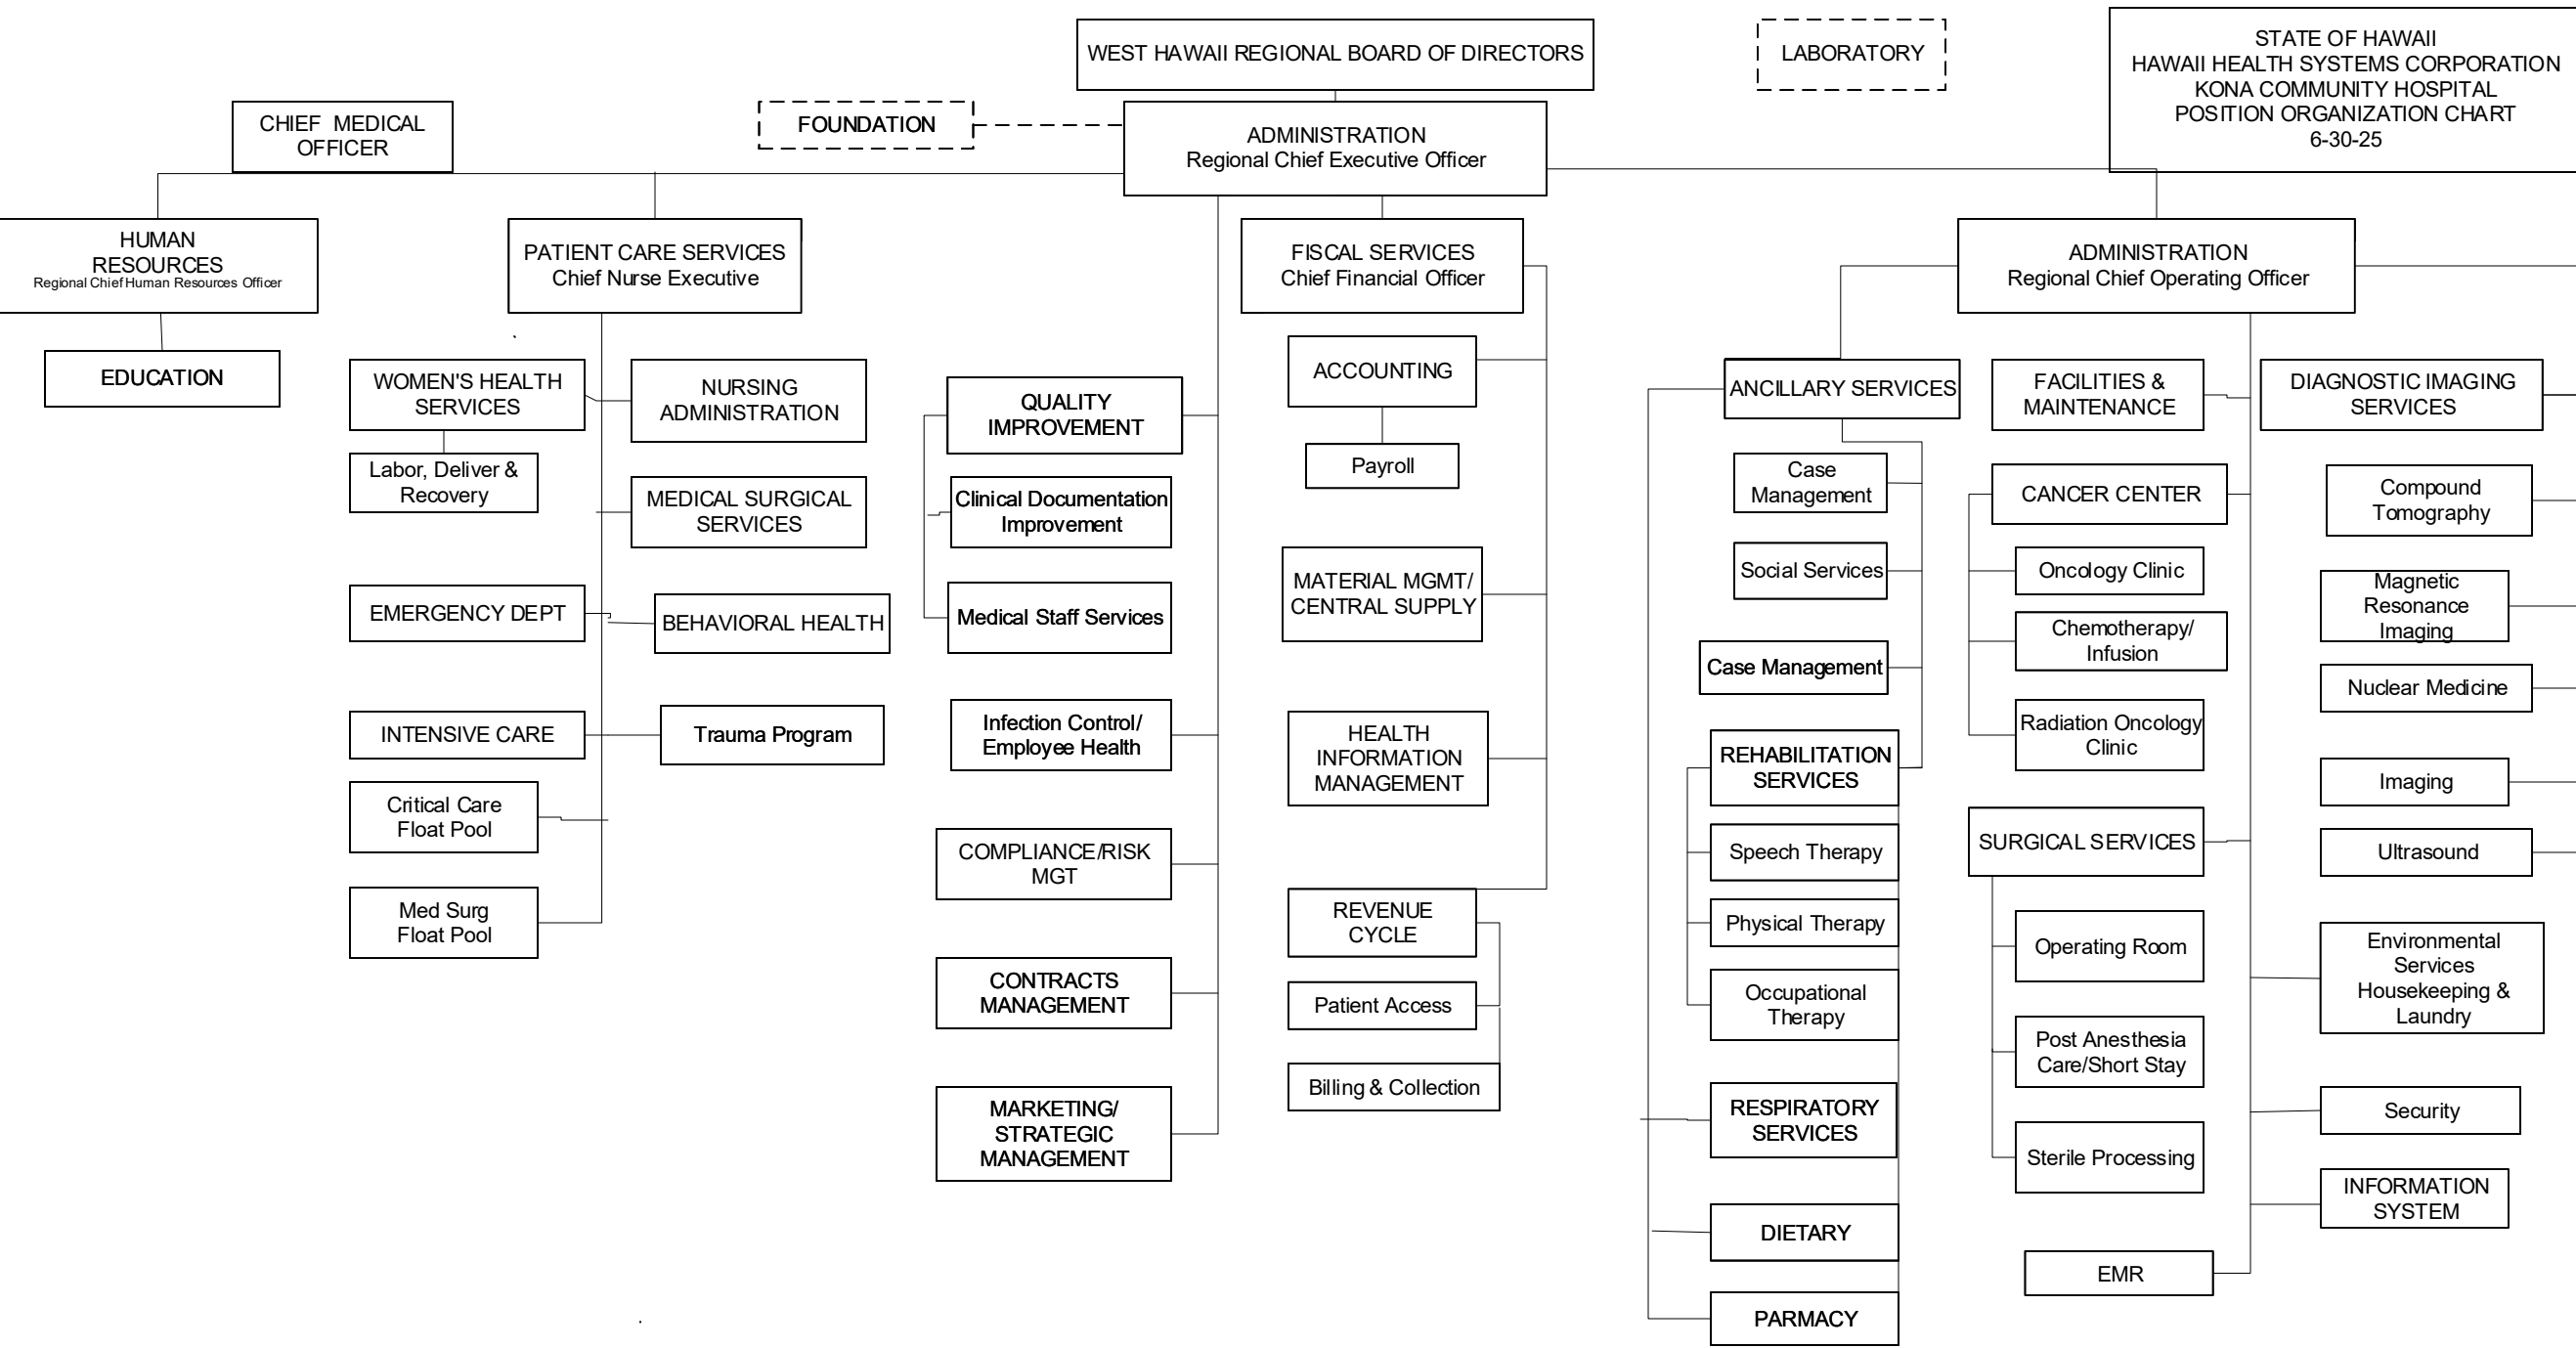 WEST HAWAII REGIONAL BOARD OF DIRECTORS
LABORATORY
STATE OF HAWAII
HAWAII HEALTH SYSTEMS CORPORATION
KONA COMMUNITY HOSPITAL
POSITION ORGANIZATION CHART
6-30-25
CHIEF MEDICAL
OFFICER
FOUNDATION
ADMINISTRATION
Regional Chief Executive Officer
HUMAN
RESOURCES
Regional Chief Human Resources Officer
EDUCATION
PATIENT CARE SERVICES
Chief Nurse Executive
WOMEN'S HEALTH
SERVICES
Labor, Deliver &
Recovery
NURSING
ADMINISTRATION
MEDICAL SURGICAL
SERVICES
EMERGENCY DEPT
BEHAVIORAL HEALTH
INTENSIVE CARE
Trauma Program
Critical Care
Float Pool
Med Surg
Float Pool
QUALITY
IMPROVEMENT
Clinical Documentation
Improvement
Medical Staff Services
Infection Control/
Employee Health
COMPLIANCE/RISK
MGT
CONTRACTS
MANAGEMENT
MARKETING/
STRATEGIC
MANAGEMENT
FISCAL SERVICES
Chief Financial Officer
ACCOUNTING
Payroll
MATERIAL MGMT/
CENTRAL SUPPLY
HEALTH
INFORMATION
MANAGEMENT
REVENUE
CYCLE
Patient Access
Billing & Collection
ADMINISTRATION
Regional Chief Operating Officer
ANCILLARY SERVICES
Case
Management
Social Services
Case Management
REHABILITATION
SERVICES
Speech Therapy
Physical Therapy
Occupational
Therapy
RESPIRATORY
SERVICES
DIETARY
PARMACY
FACILITIES &
MAINTENANCE
CANCER CENTER
Oncology Clinic
Chemotherapy/
Infusion
Radiation Oncology
Clinic
SURGICAL SERVICES
Operating Room
Post Anesthesia
Care/Short Stay
Sterile Processing
EMR
DIAGNOSTIC IMAGING
SERVICES
Compound
Tomography
Magnetic
Resonance
Imaging
Nuclear Medicine
Imaging
Ultrasound
Environmental
Services
Housekeeping &
Laundry
Security
INFORMATION
SYSTEM